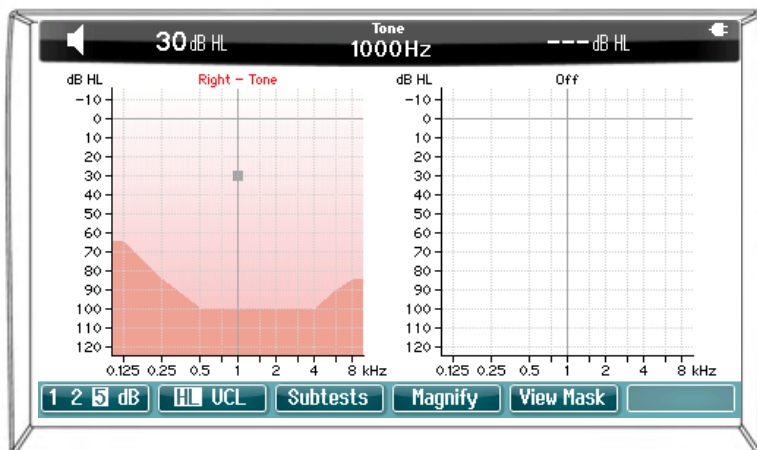 Tone
30 dB HL 1000Hz --- dB HL
dB HL Right - Tone dB HL Off
-10 -10
0 0
10 10
20 20
30 30
40 40
50 50
60 60
70 70
80 80
90 90
100 100
110 110
120 120
0.125 0.25 0.5 1 2 4 8 kHz 0.125 0.25 0.5 1 2 4 8 kHz
1 2 5 dB HL UCL Subtests Magnify View Mask